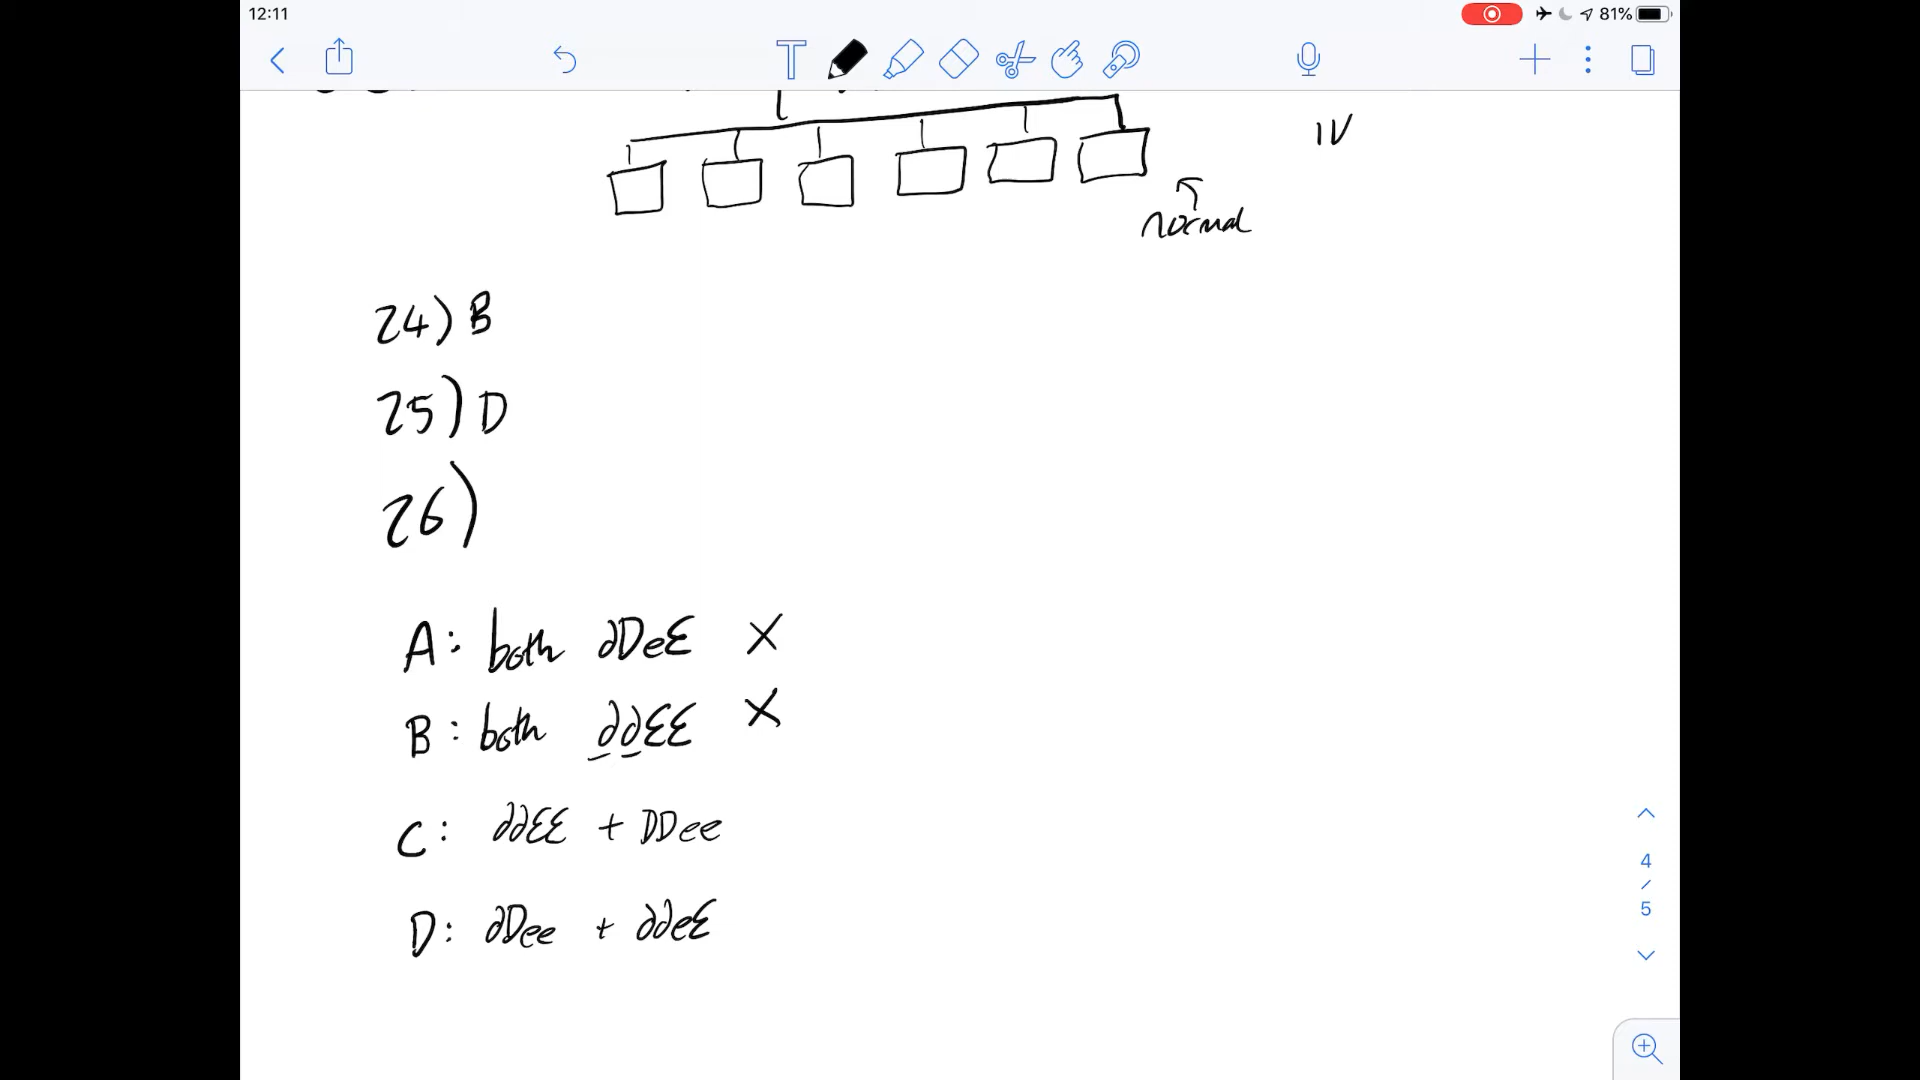 12:11
81%
T
IV
normal
24) B
25) D
26)
A: both dDeE X
B: both ddEE X
C: ddEE + DDee
D: dDee + ddeE
4
/
5